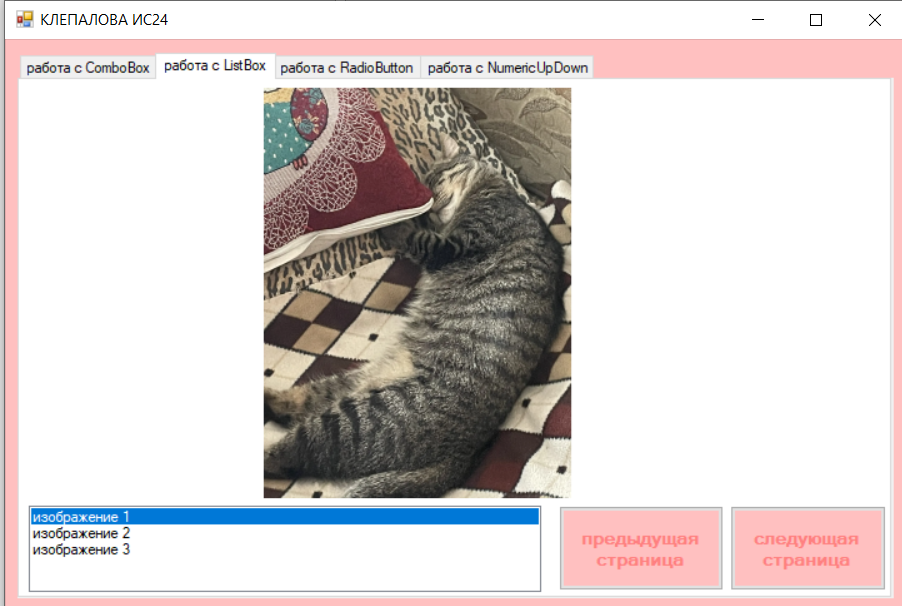 КЛЕПАЛОВА ИС24
работа с ComboBox
работа с ListBox
работа с RadioButton
работа с NumericUpDown
изображение 1
изображение 2
изображение 3
предыдущая
страница
следующая
страница